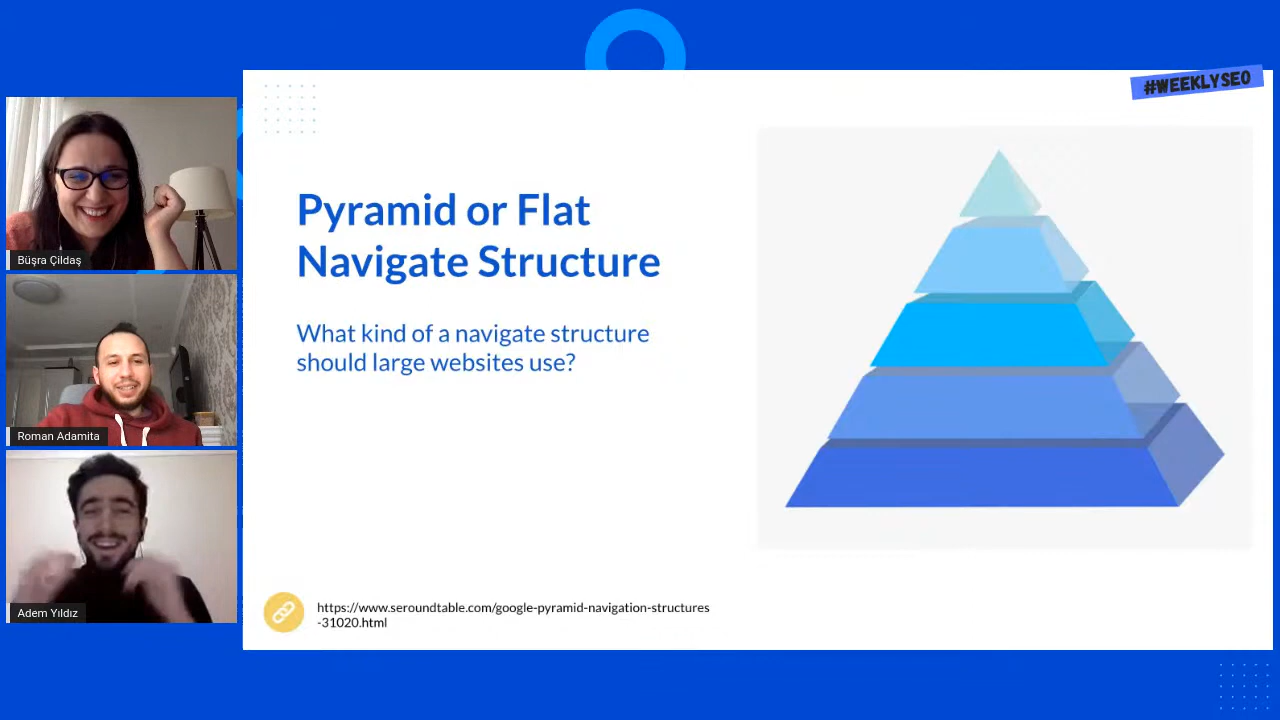 #WEEKLYSEO
Pyramid or Flat
Navigate Structure
What kind of a navigate structure
should large websites use?
https://www.seroundtable.com/google-pyramid-navigation-structures
-31020.html
Büşra Çildaş
Roman Adamita
Adem Yıldız